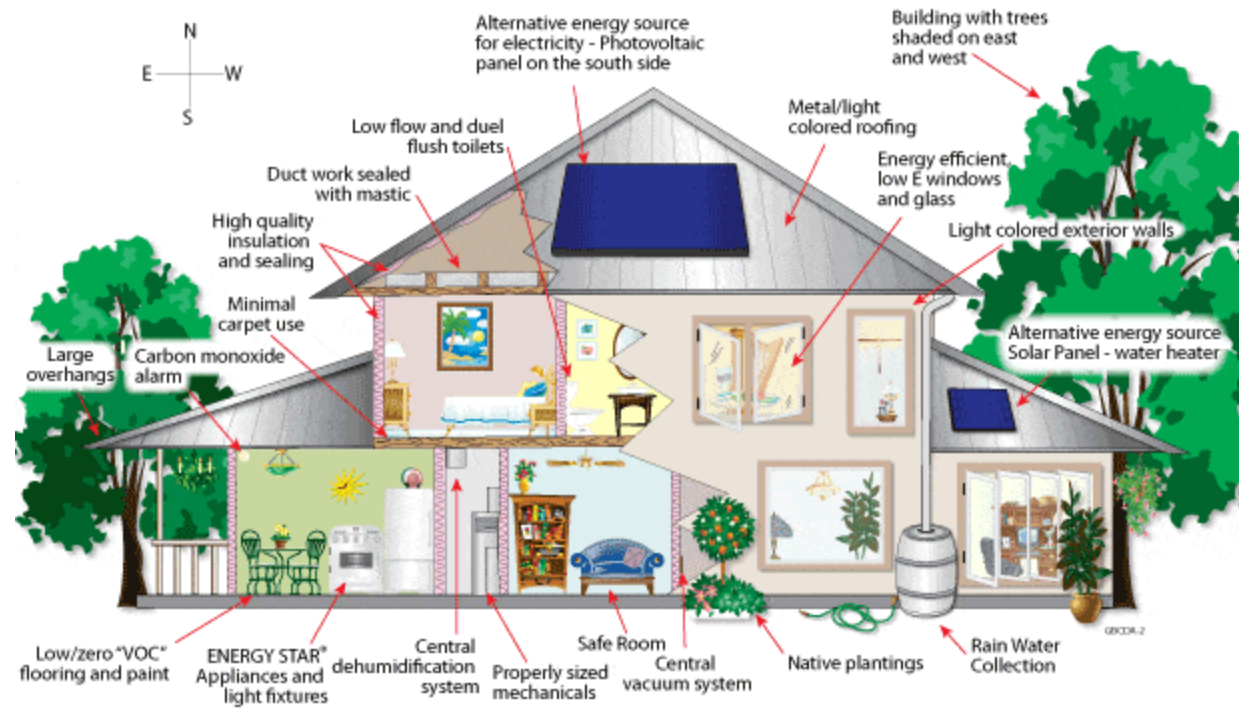 N
E
W
S
Alternative energy source
for electricity - Photovoltaic
panel on the south side
Building with trees
shaded on east
and west
Low flow and duel
flush toilets
Metal/light
colored roofing
Duct work sealed
with mastic
Energy efficient,
low E windows
and glass
High quality
insulation
and sealing
Light colored exterior walls
Minimal
carpet use
Alternative energy source
Solar Panel - water heater
Large
overhangs
Carbon monoxide
alarm
Low/zero "VOC"
flooring and paint
ENERGY STAR®
Appliances and
light fixtures
Central
dehumidification
system
Properly sized
mechanicals
Safe Room
Central
vacuum system
Native plantings
Rain Water
Collection
GBCDA-2